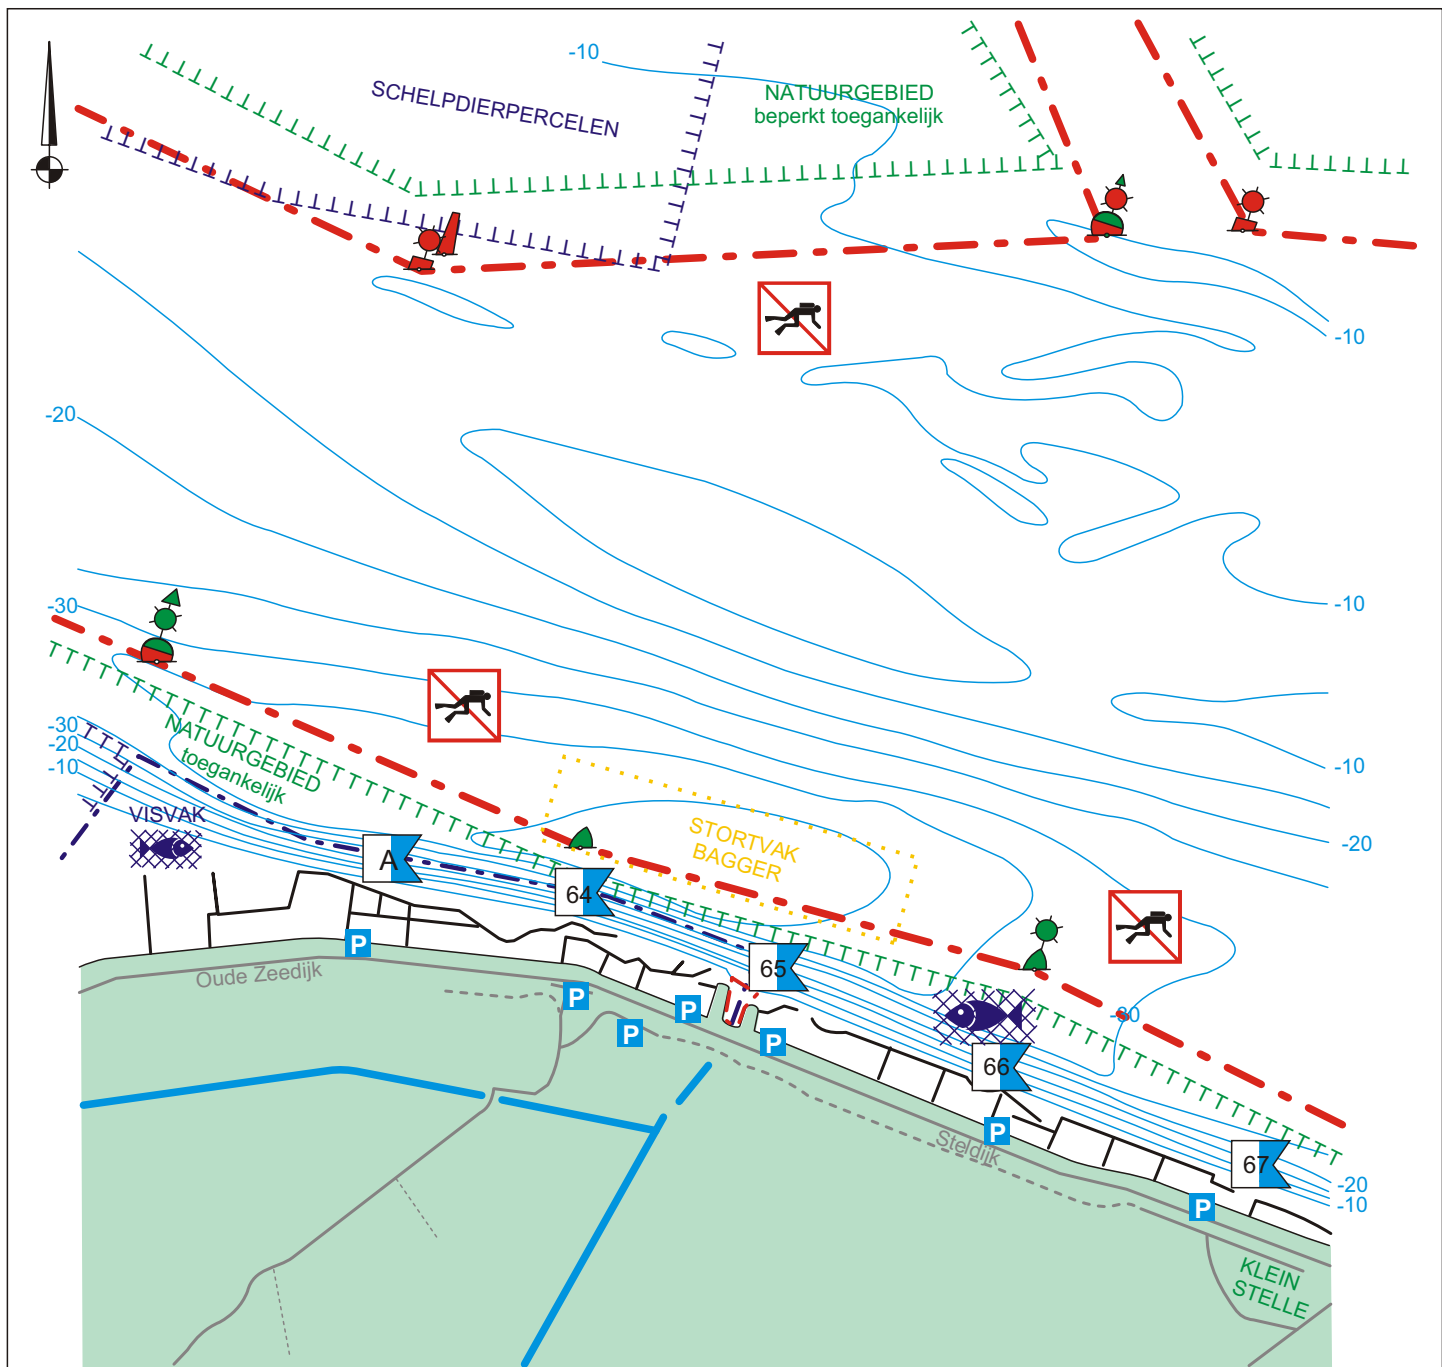 -10
SCHELPDIERPERCELEN
NATUURGEBIED
beperkt toegankelijk
-10
-20
-10
-30
-30
-20
-10
NATUURGEBIED
toegankelijk
VISVAK
-10
-20
STORTVAK
BAGGER
A
64
65
P
Oude Zeedijk
P
P
P
P
-30
66
P
Steldijk
67
-20
-10
P
KLEIN
STELLE